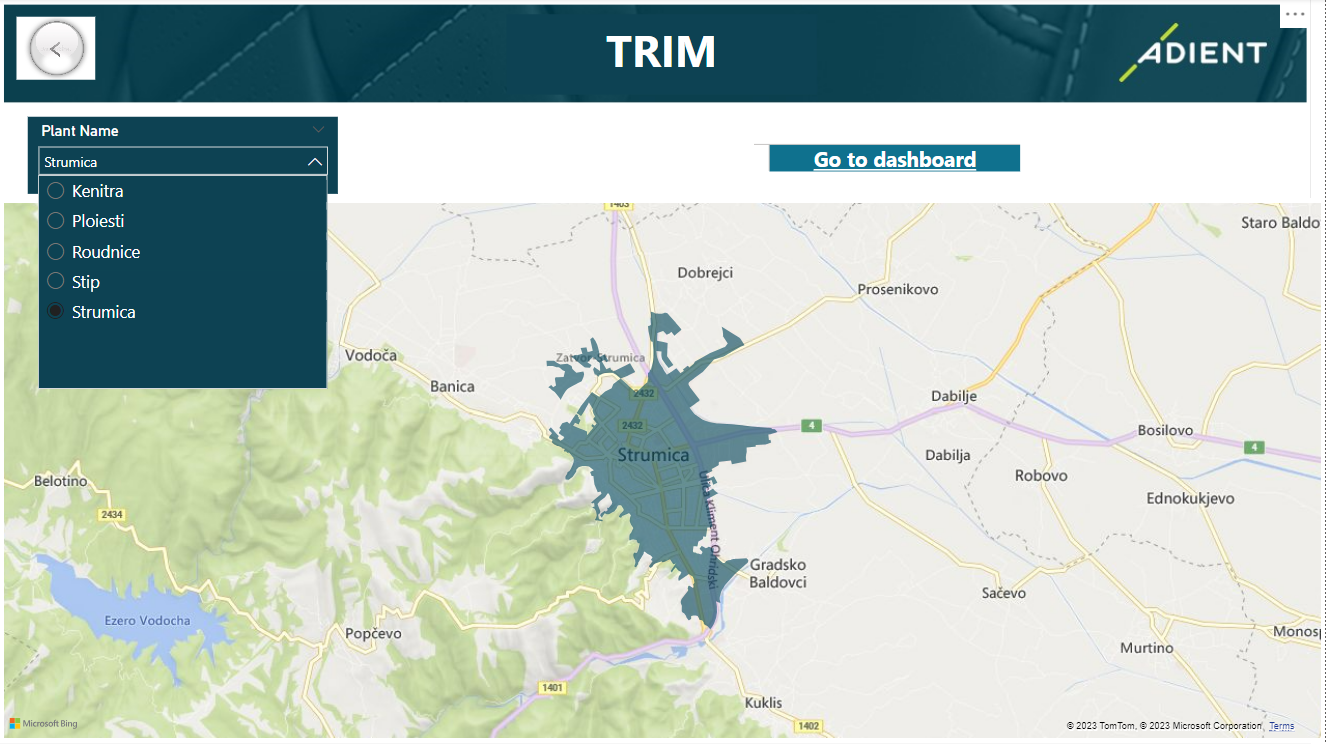 TRIM
ADIENT
Plant Name
Strumica
Kenitra
Ploiesti
Roudnice
Stip
Strumica
Go to dashboard
1403
Staro Baldo
Dobrejci
Prosenikovo
Vodoča
Zatvor-Strumica
Banica
2432
Dabilje
2432
4
Bosilovo
4
Strumica
Dabilja
Belotino
Robovo
Ednokukjevo
2434
Ulica Kliment Ohridski
Gradsko
Baldovci
Sačevo
Ezero Vodocha
Popčevo
Monosp
Murtino
1401
Kuklis
1402
Microsoft Bing
© 2023 TomTom, © 2023 Microsoft Corporation, Terms